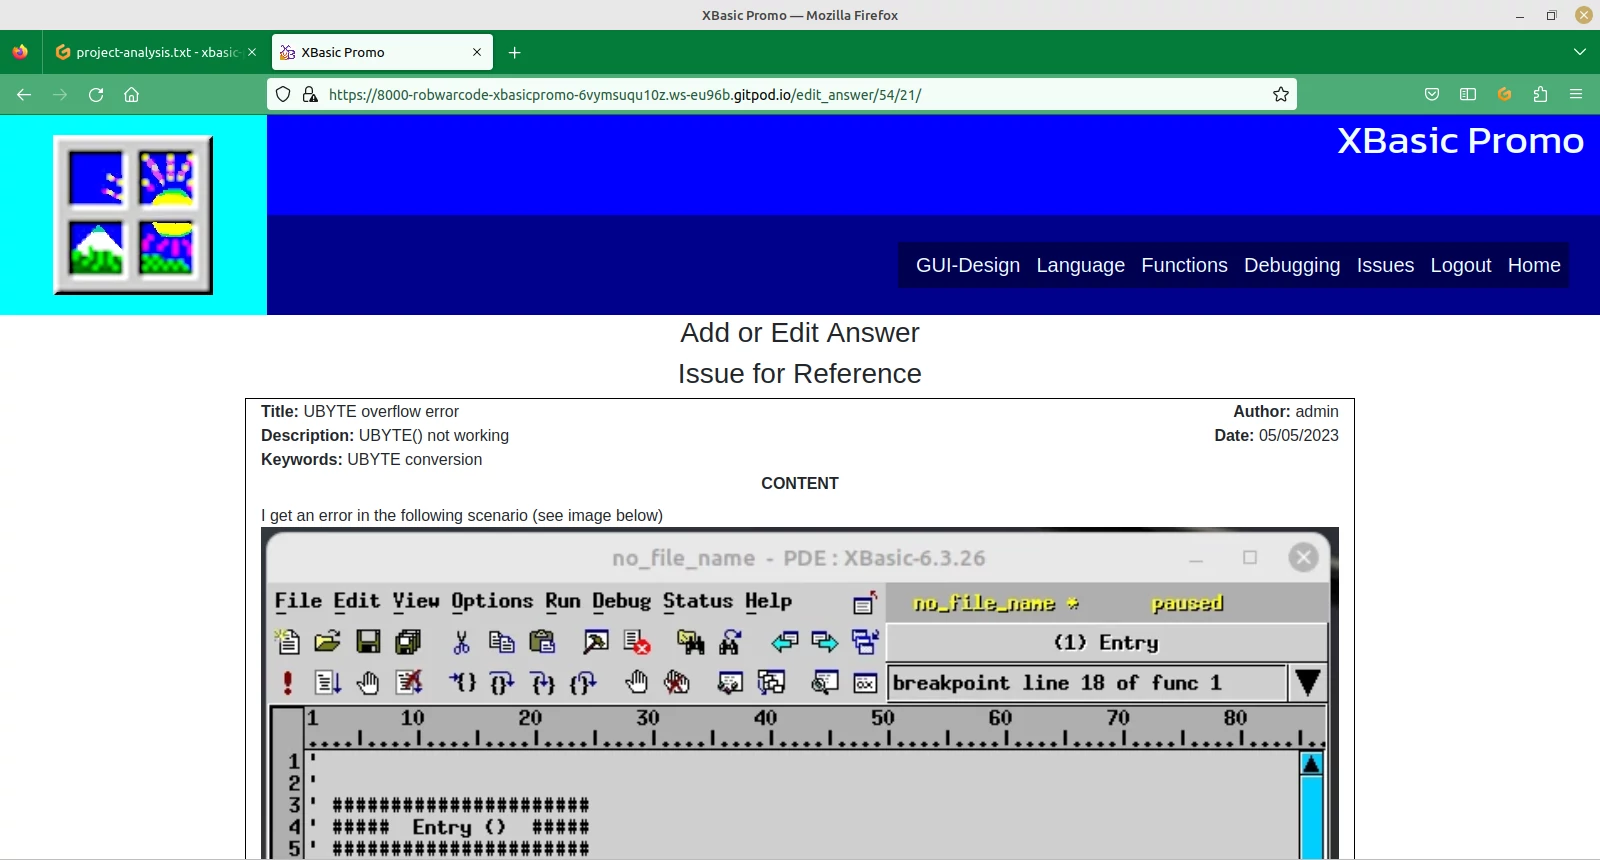 XBasic Promo — Mozilla Firefox
project-analysis.txt - xbasic-
XBasic Promo
https://8000-robwarcode-xbasicpromo-6vymsuqu10z.ws-eu96b.gitpod.io/edit_answer/54/21/
XBasic Promo
GUI-Design Language Functions Debugging Issues Logout Home
Add or Edit Answer
Issue for Reference
Title: UBYTE overflow error
Author: admin
Description: UBYTE() not working
Date: 05/05/2023
Keywords: UBYTE conversion
CONTENT
I get an error in the following scenario (see image below)
no_file_name - PDE : XBasic-6.3.26
File Edit View Options Run Debug Status Help
no_file_name * paused
(1) Entry
breakpoint line 18 of func 1
1 10 20 30 40 50 60 70 80
1 '
2 '
3 ' ######################
4 ' ##### Entry () #####
5 ' ######################